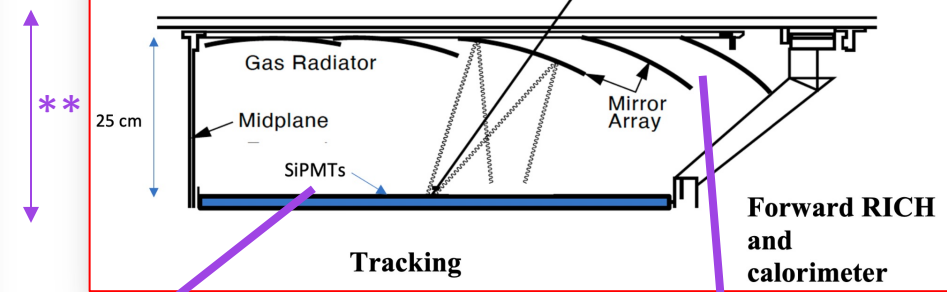 Gas Radiator
**
25 cm
Midplane
Mirror
Array
SiPMTs
Tracking
Forward RICH
and
calorimeter